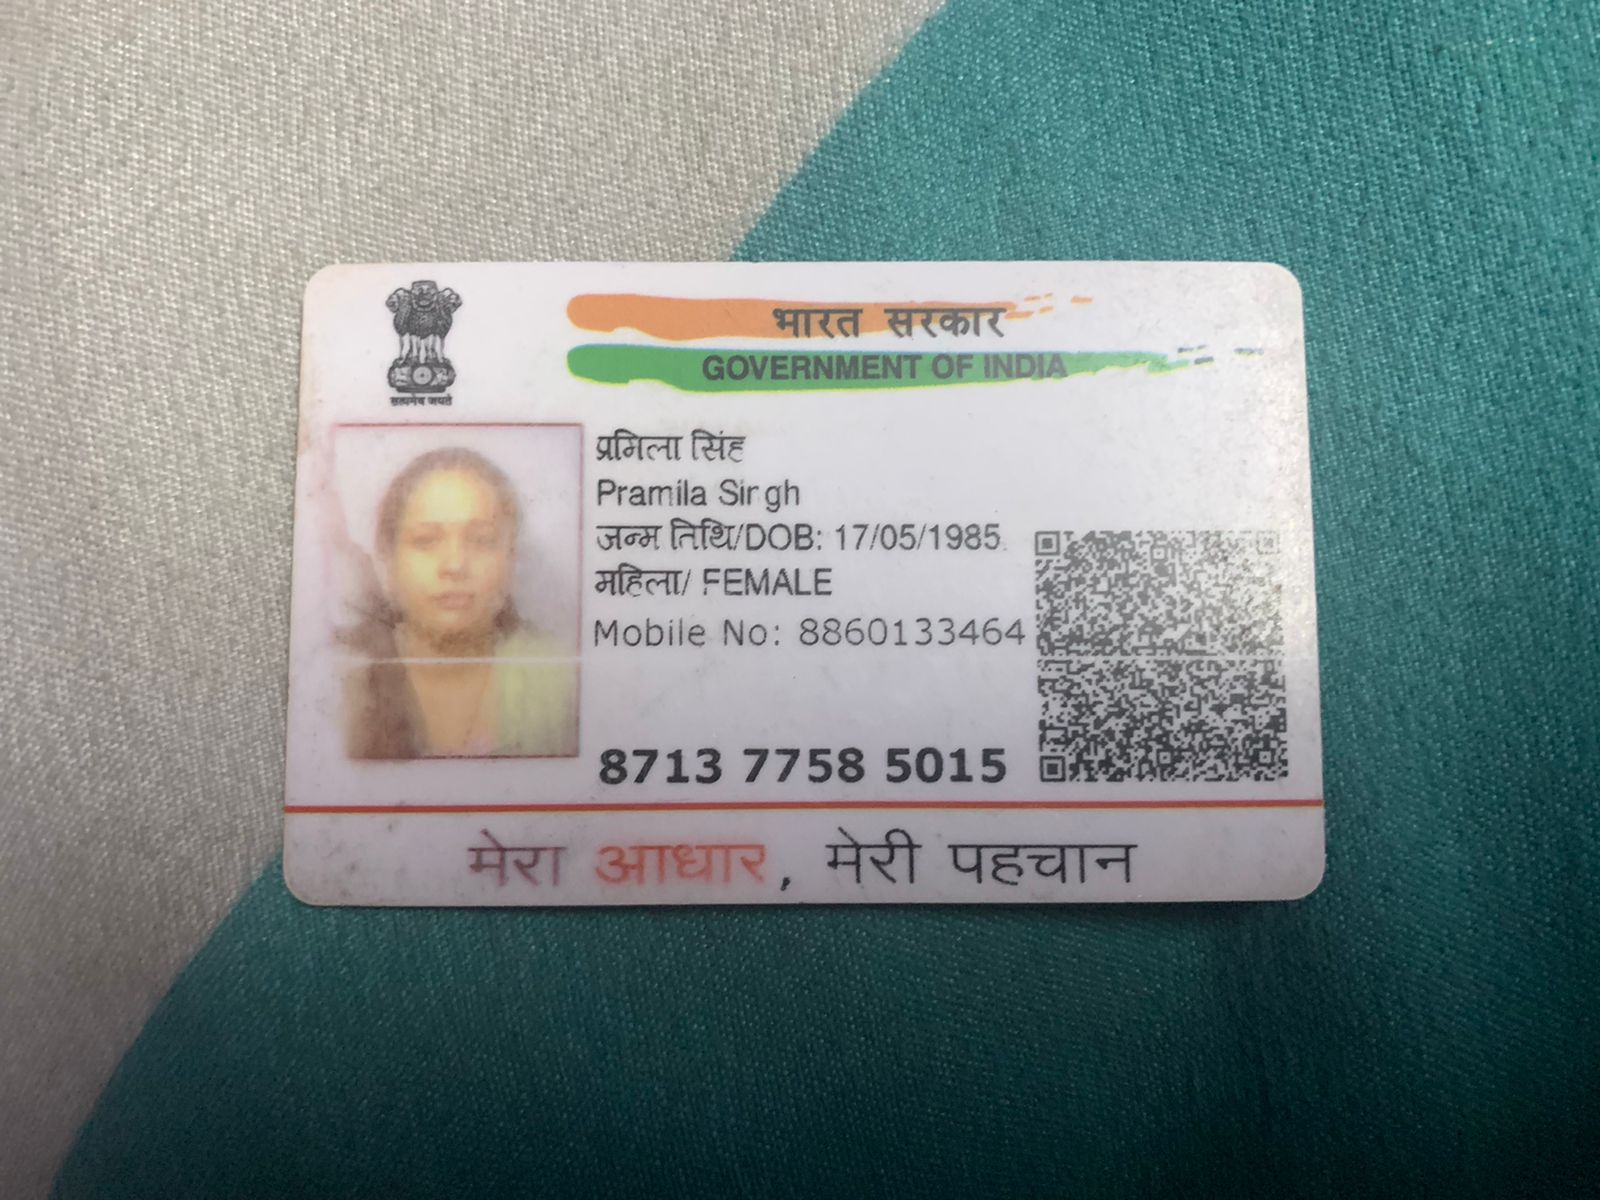 सत्यमेव जयते
भारत सरकार
GOVERNMENT OF INDIA
प्रमिला सिंह
Pramila Singh
जन्म तिथि/DOB: 17/05/1985
महिला/ FEMALE
Mobile No: 8860133464
8713 7758 5015
मेरा आधार, मेरी पहचान